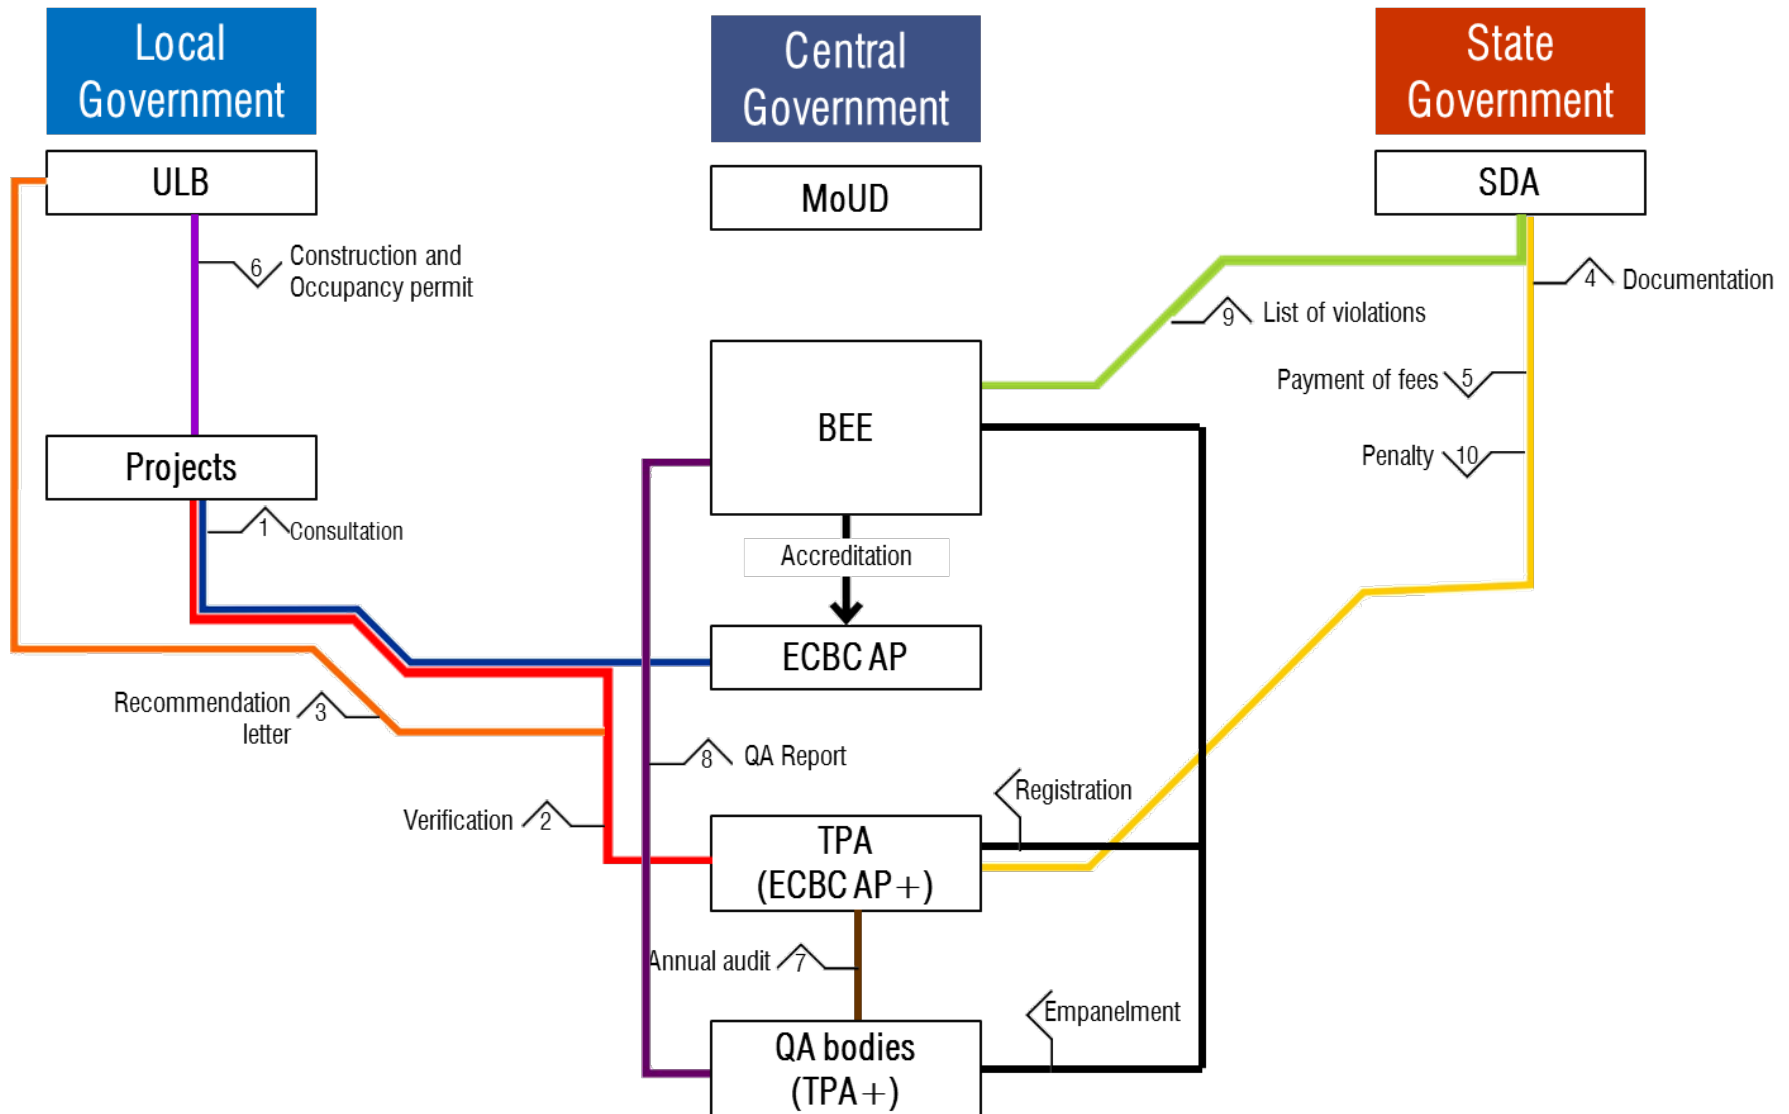 Local
Government
Central
Government
State
Government
ULB
MoUD
SDA
6
Construction and
Occupancy permit
4
Documentation
9
List of violations
Payment of fees
5
BEE
Penalty
10
Projects
1
Consultation
Accreditation
ECBC AP
Recommendation
letter
3
8
QA Report
Registration
Verification
2
TPA
(ECBC AP+)
Annual audit
7
Empanelment
QA bodies
(TPA+)